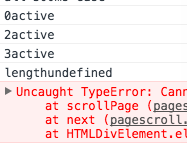 0active
2active
3active
lengthundefined
Uncaught TypeError: Cann
at scrollPage (pages
at next (pagescroll.
at HTMLDivElement.el